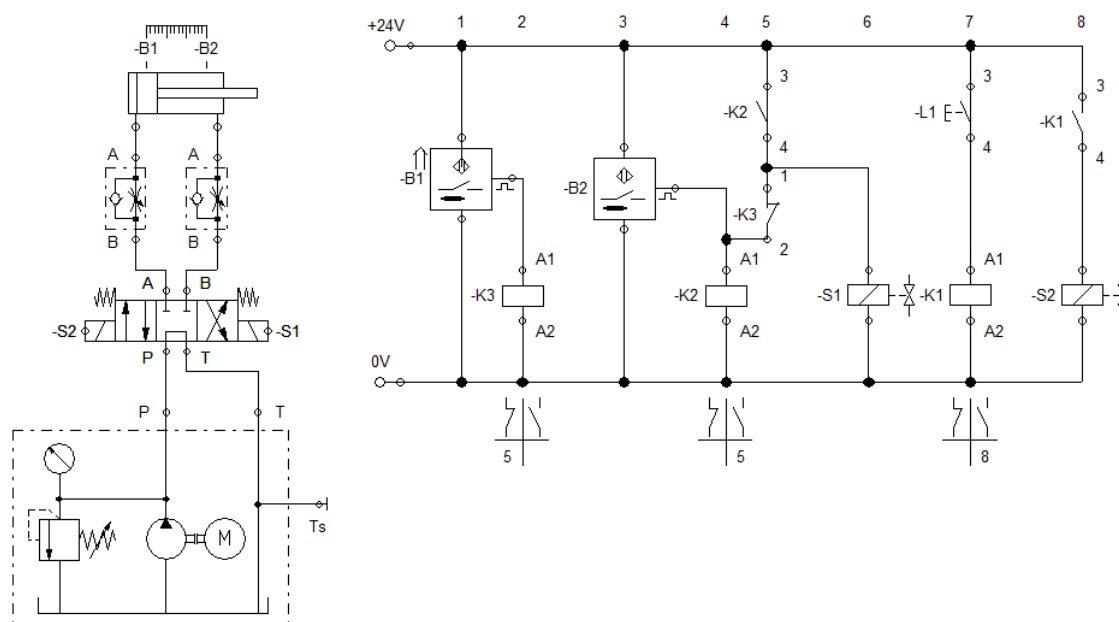 +24V 1 2 3 4 5 6 7 8
-B1 -B2
3 3 3
-K2 -L1 -K1
4 4 4
A A
-B1 -B2 1
-K3
B B 2
A B A1 A1 A1
-K3 -K2 -S1 -K1 -S2
-S2 -S1 A2 A2 A2
P T
0V
P T
5 5 8
M
Ts